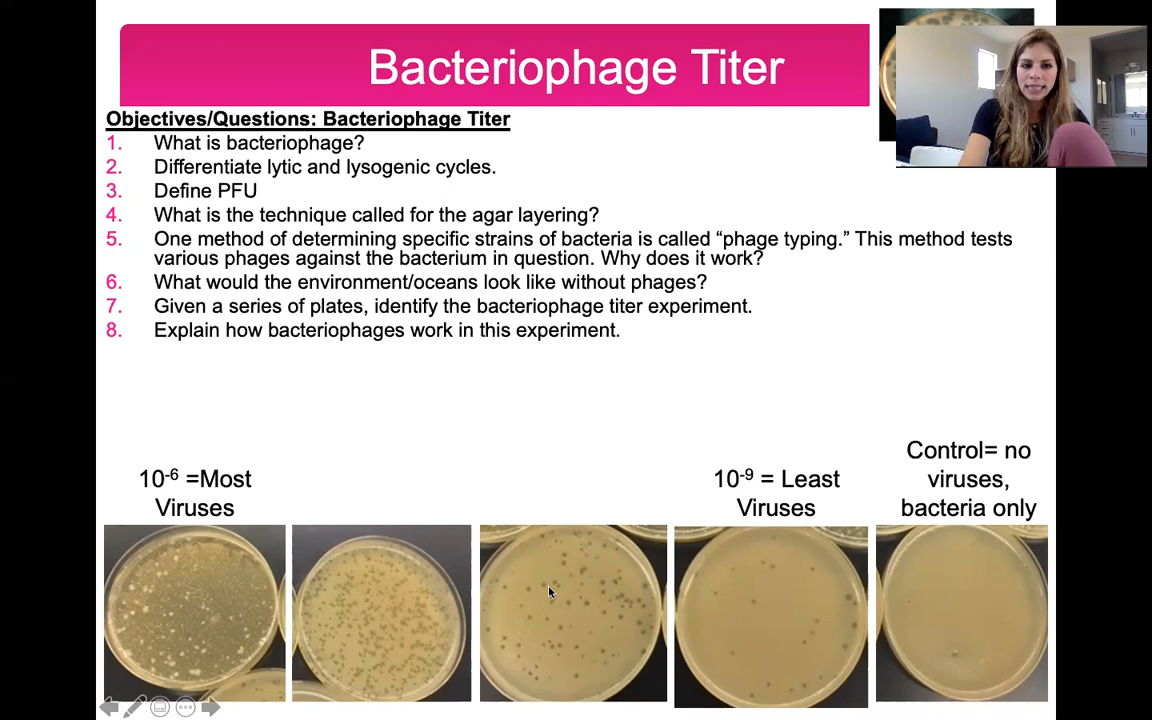 Bacteriophage Titer
Objectives/Questions: Bacteriophage Titer
1. What is bacteriophage?
2. Differentiate lytic and lysogenic cycles.
3. Define PFU
4. What is the technique called for the agar layering?
5. One method of determining specific strains of bacteria is called “phage typing.” This method tests
various phages against the bacterium in question. Why does it work?
6. What would the environment/oceans look like without phages?
7. Given a series of plates, identify the bacteriophage titer experiment.
8. Explain how bacteriophages work in this experiment.
10⁻⁶ =Most
Viruses
10⁻⁹ = Least
Viruses
Control= no
viruses,
bacteria only